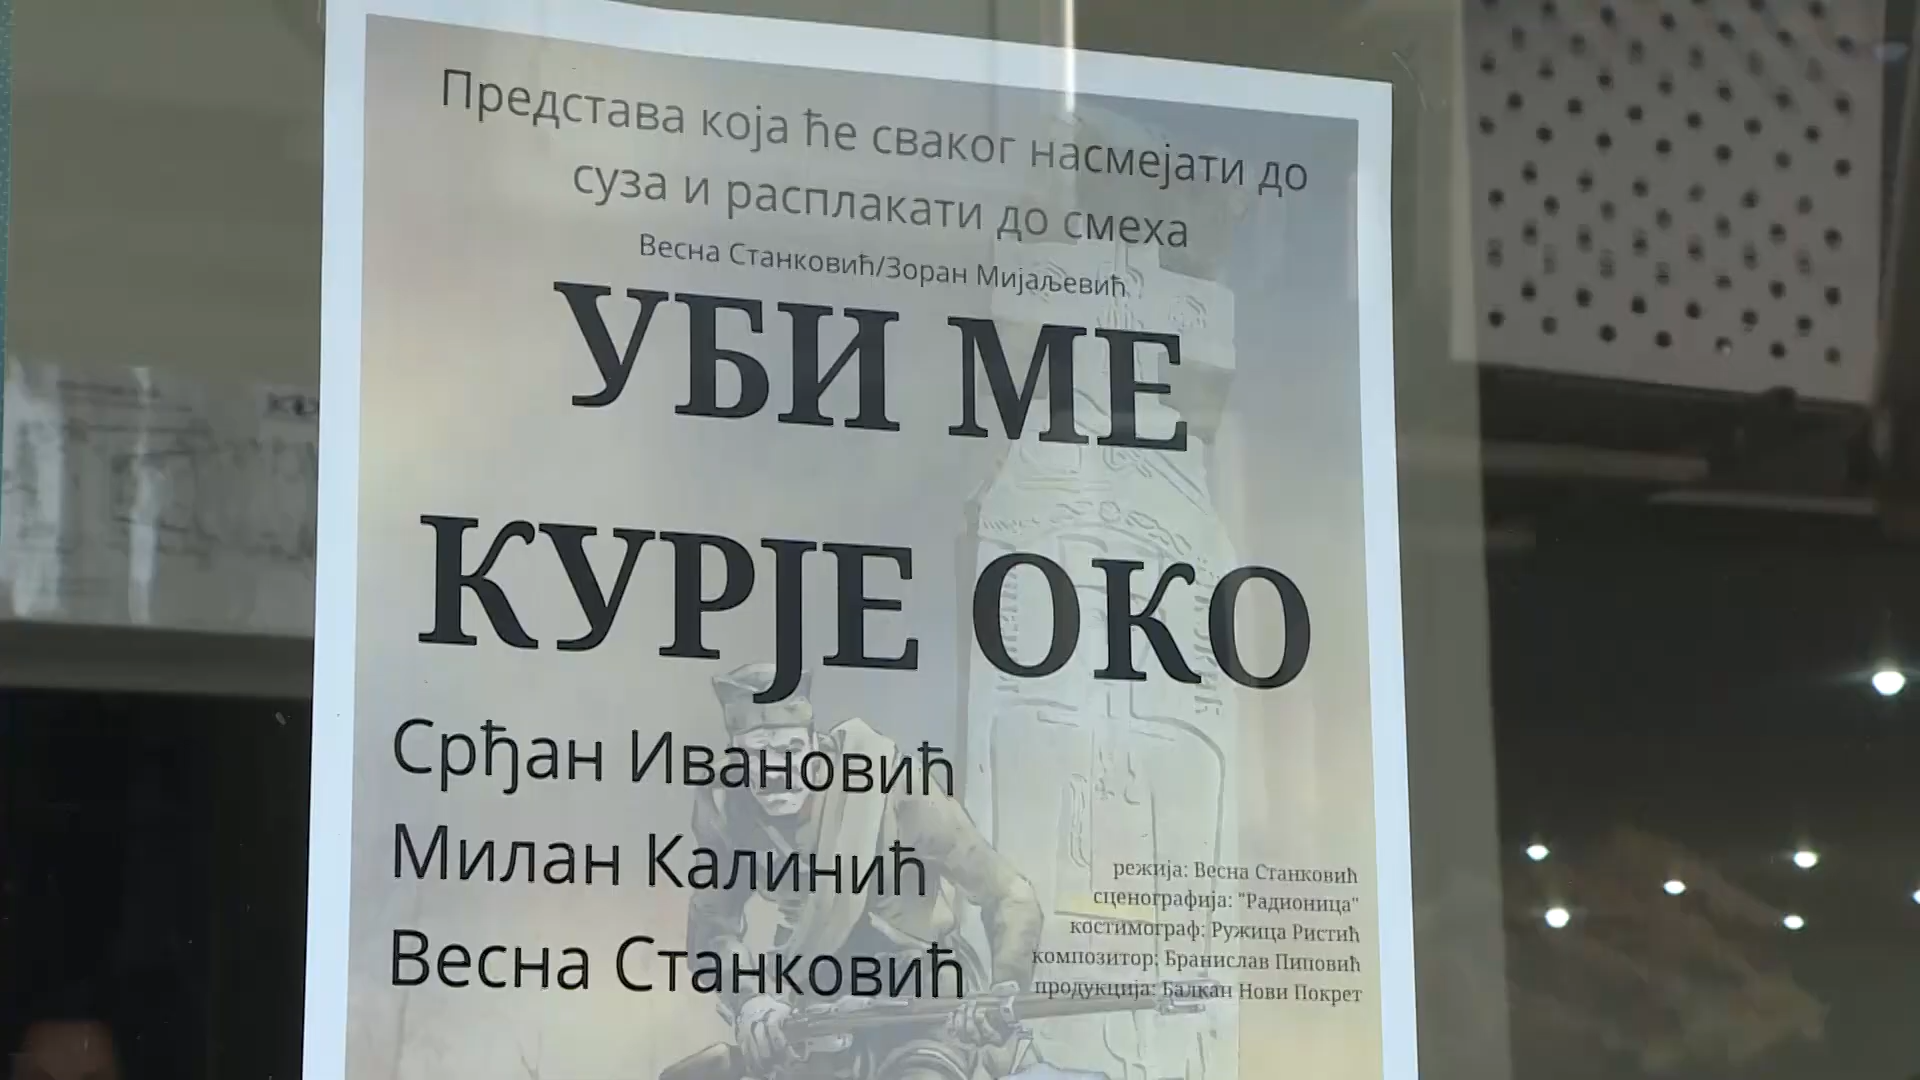 Представа која ће сваког насмејати до
суза и расплакати до смеха
Весна Станковић/Зоран Мијаљевић
УБИ МЕ
КУРЈЕ ОКО
Срђан Ивановић
Милан Калинић
Весна Станковић
режија: Весна Станковић
сценографија: "Радионица"
костимограф: Ружица Ристић
композитор: Бранислав Пиповић
продукција: Балкан Нови Покрет